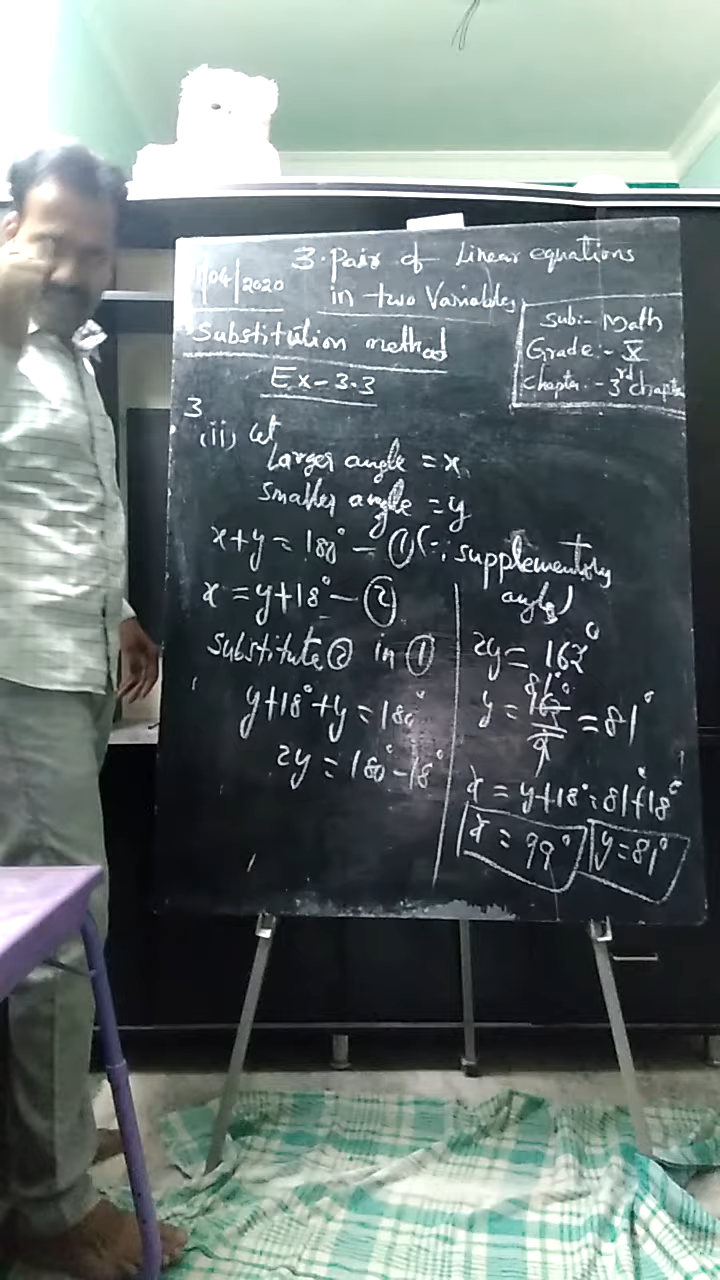 3. Pair of Linear equations
/04/2020
in two Variables
Substitution method
Sub:- Math
Grade:- X
Chapter:- 3rd chapter
Ex-3.3
3
(ii) Let
Larger angle = x
Smaller angle = y
x+y = 180° - ① (∵ supplementary
angles)
x = y+18° - ②
Substitute ② in ①
y+18°+y = 180°
2y = 180° - 18°
2y = 162°
y = 162°/2 = 81°
81°
x = y+18° = 81+18°
x = 99°
y = 81°